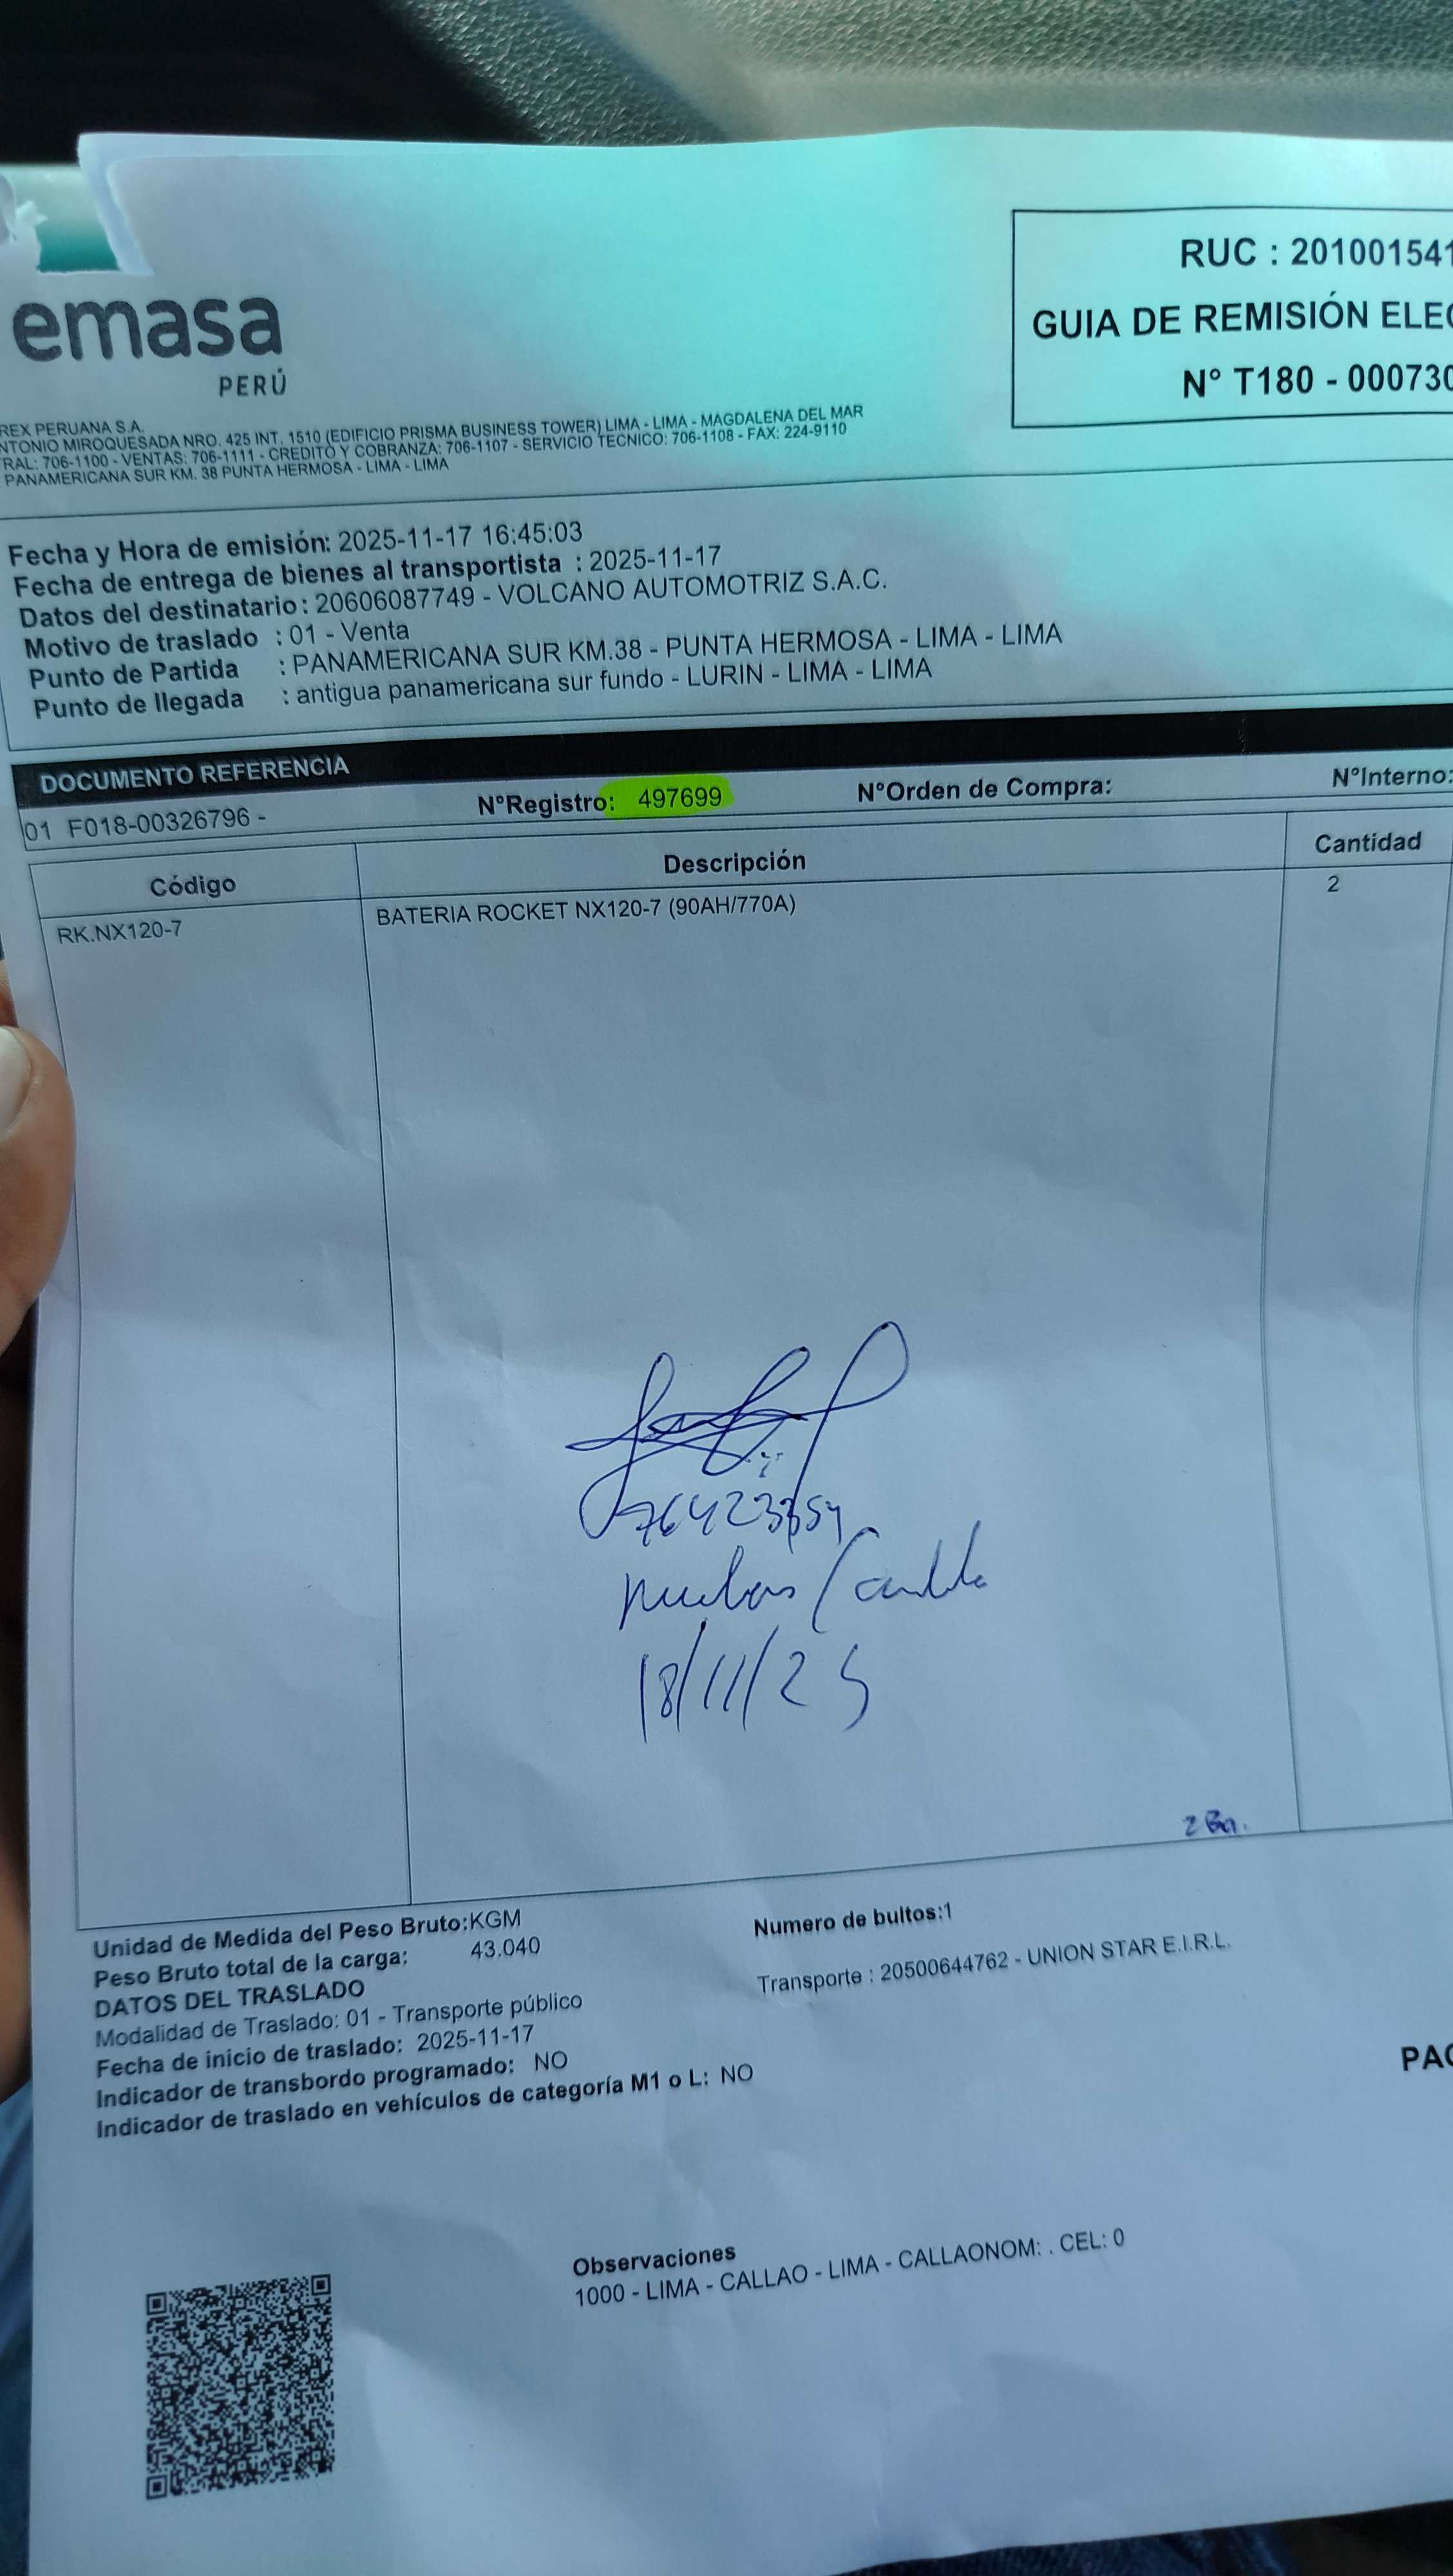 emasa
PERÚ
RUC : 201001541
GUIA DE REMISIÓN ELEC
N° T180 - 000730
REX PERUANA S.A.
NTONIO MIROQUESADA NRO. 425 INT. 1510 (EDIFICIO PRISMA BUSINESS TOWER) LIMA - LIMA - MAGDALENA DEL MAR
RAL: 706-1100 - VENTAS: 706-1111 - CREDITO Y COBRANZA: 706-1107 - SERVICIO TECNICO: 706-1108 - FAX: 224-9110
PANAMERICANA SUR KM. 38 PUNTA HERMOSA - LIMA - LIMA
Fecha y Hora de emisión: 2025-11-17 16:45:03
Fecha de entrega de bienes al transportista : 2025-11-17
Datos del destinatario : 20606087749 - VOLCANO AUTOMOTRIZ S.A.C.
Motivo de traslado : 01 - Venta
Punto de Partida : PANAMERICANA SUR KM.38 - PUNTA HERMOSA - LIMA - LIMA
Punto de llegada : antigua panamericana sur fundo - LURIN - LIMA - LIMA
DOCUMENTO REFERENCIA
01 F018-00326796 - N°Registro: 497699 N°Orden de Compra: N°Interno:
Código Descripción Cantidad
RK.NX120-7 BATERIA ROCKET NX120-7 (90AH/770A) 2
18/11/25
Unidad de Medida del Peso Bruto:KGM Numero de bultos:1
Peso Bruto total de la carga: 43.040
DATOS DEL TRASLADO Transporte : 20500644762 - UNION STAR E.I.R.L.
Modalidad de Traslado: 01 - Transporte público
Fecha de inicio de traslado: 2025-11-17
Indicador de transbordo programado: NO
Indicador de traslado en vehículos de categoría M1 o L: NO
PAG
Observaciones
1000 - LIMA - CALLAO - LIMA - CALLAONOM: . CEL: 0